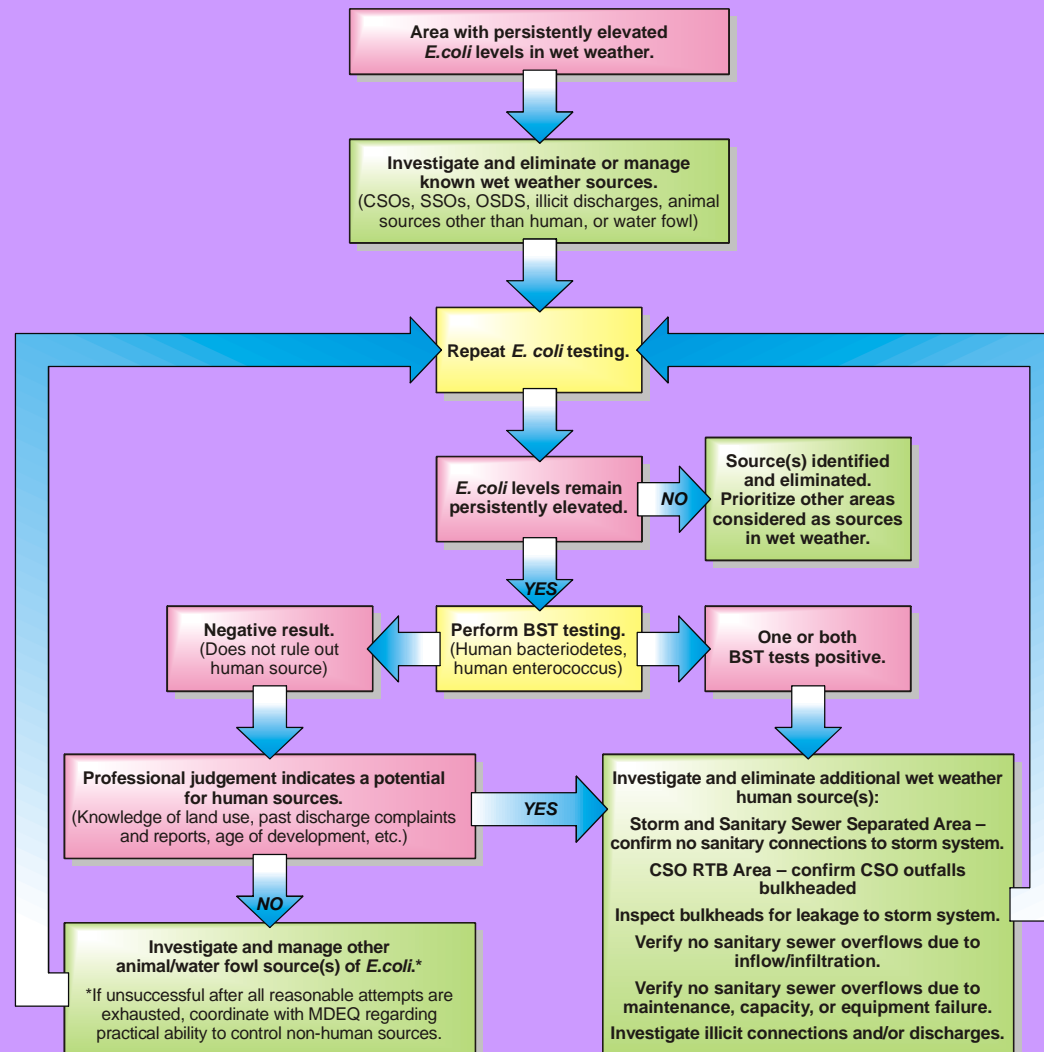 Area with persistently elevated
E.coli levels in wet weather.
Investigate and eliminate or manage
known wet weather sources.
(CSOs, SSOs, OSDS, illicit discharges, animal
sources other than human, or water fowl)
Repeat E. coli testing.
E. coli levels remain
persistently elevated.
NO
Source(s) identified
and eliminated.
Prioritize other areas
considered as sources
in wet weather.
YES
Negative result.
(Does not rule out
human source)
Perform BST testing.
(Human bacteriodetes,
human enterococcus)
One or both
BST tests positive.
Professional judgement indicates a potential
for human sources.
(Knowledge of land use, past discharge complaints
and reports, age of development, etc.)
YES
Investigate and eliminate additional wet weather
human source(s):
Storm and Sanitary Sewer Separated Area –
confirm no sanitary connections to storm system.
CSO RTB Area – confirm CSO outfalls
bulkheaded
Inspect bulkheads for leakage to storm system.
Verify no sanitary sewer overflows due to
inflow/infiltration.
Verify no sanitary sewer overflows due to
maintenance, capacity, or equipment failure.
Investigate illicit connections and/or discharges.
NO
Investigate and manage other
animal/water fowl source(s) of E.coli.*
*If unsuccessful after all reasonable attempts are
exhausted, coordinate with MDEQ regarding
practical ability to control non-human sources.